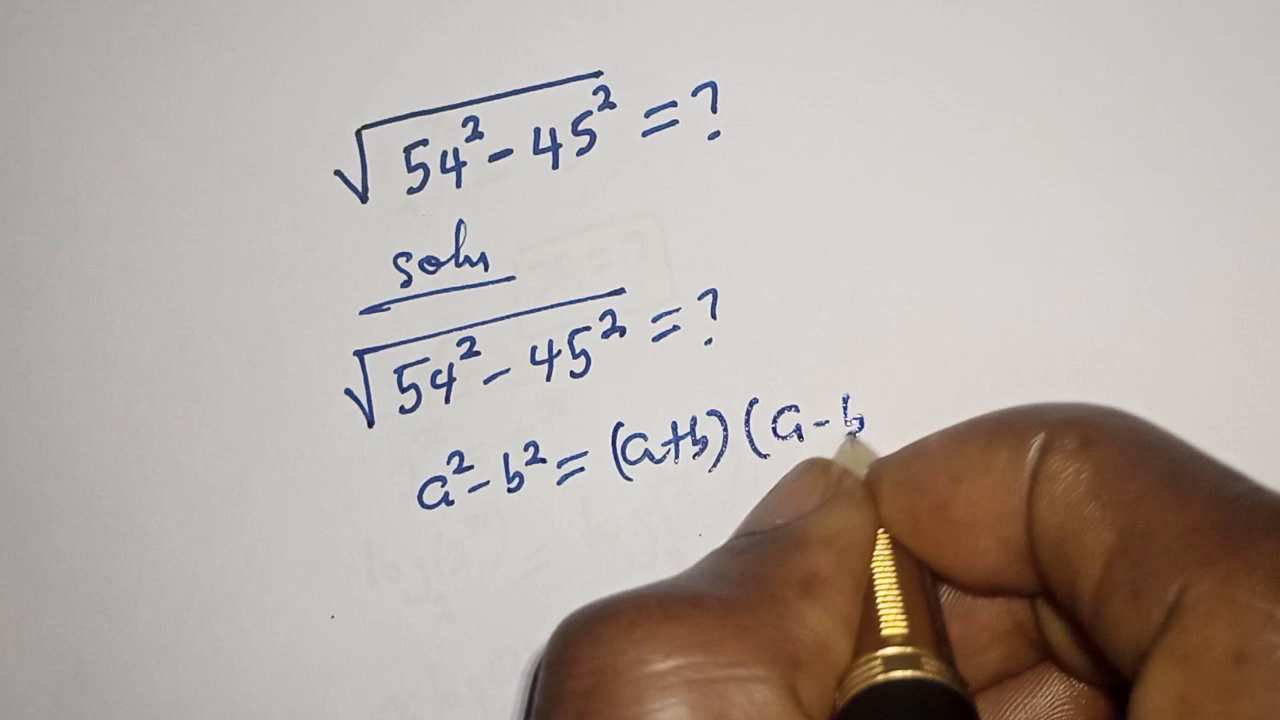 √54² - 45² = ?
soln
√54² - 45² = ?
a² - b² = (a+b) (a - b